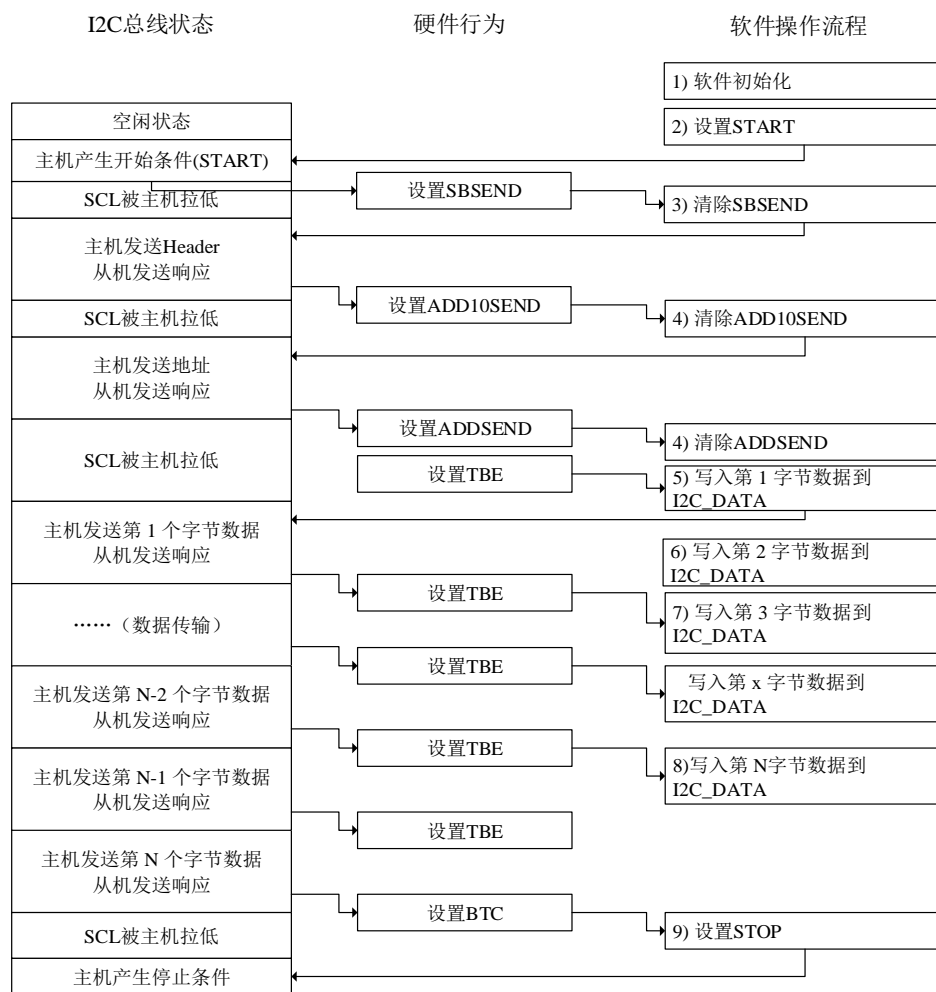 I2C总线状态
硬件行为
软件操作流程
1) 软件初始化
空闲状态
2) 设置START
主机产生开始条件(START)
设置SBSEND
SCL被主机拉低
3) 清除SBSEND
主机发送Header
从机发送响应
设置ADD10SEND
SCL被主机拉低
4) 清除ADD10SEND
主机发送地址
从机发送响应
设置ADDSEND
4) 清除ADDSEND
SCL被主机拉低
设置TBE
5) 写入第 1 字节数据到
I2C_DATA
主机发送第 1 个字节数据
从机发送响应
6) 写入第 2 字节数据到
I2C_DATA
设置TBE
7) 写入第 3 字节数据到
I2C_DATA
……（数据传输）
设置TBE
写入第 x 字节数据到
I2C_DATA
主机发送第 N-2 个字节数据
从机发送响应
设置TBE
8)写入第 N字节数据到
I2C_DATA
主机发送第 N-1 个字节数据
从机发送响应
设置TBE
主机发送第 N 个字节数据
从机发送响应
设置BTC
9) 设置STOP
SCL被主机拉低
主机产生停止条件